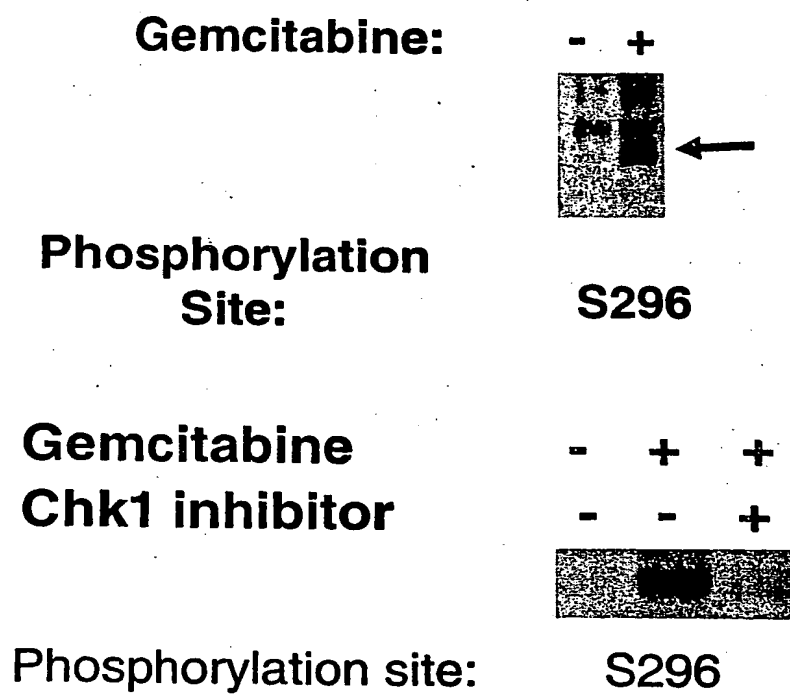 Gemcitabine: - +
Phosphorylation
Site: S296
Gemcitabine - + +
Chk1 inhibitor - - +
Phosphorylation site: S296